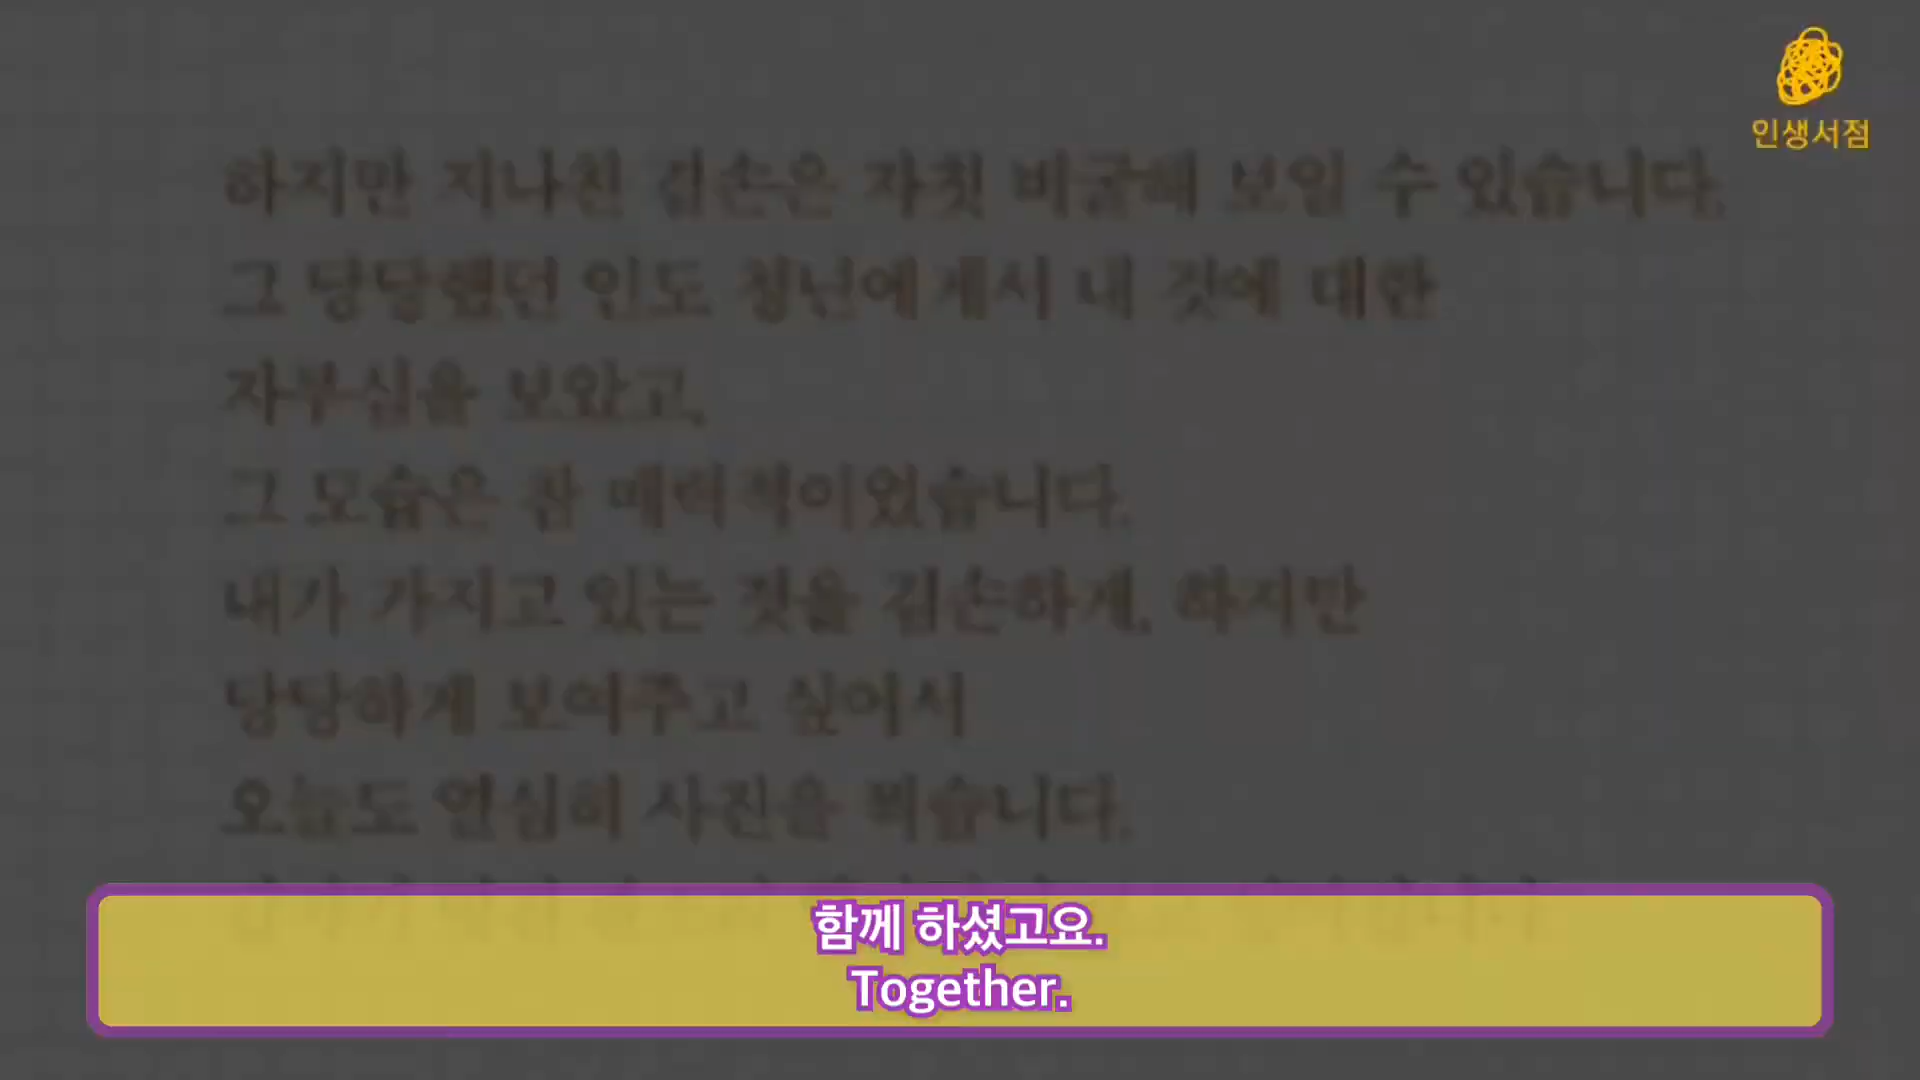 인생서점
하지만 지나친 겸손은 자칫 비굴해 보일 수 있습니다.
그 당당했던 인도 청년에게서 내 것에 대한
자부심을 보았고,
그 모습은 참 매력적이었습니다.
내가 가지고 있는 것을 겸손하게, 하지만
당당하게 보여주고 싶어서
오늘도 열심히 사진을 찍습니다.
함께 하셨고요.
Together.